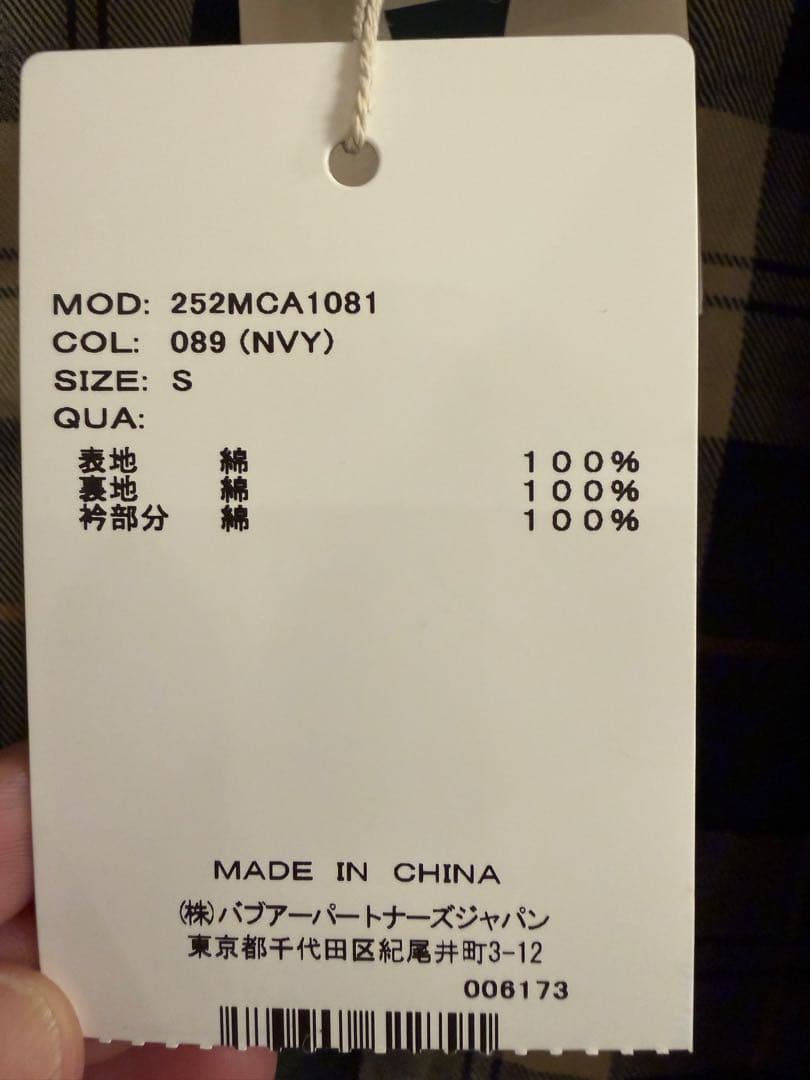 MOD: 252MCA1081
COL: 089 (NVY)
SIZE: S
QUA:
表地 綿 100%
裏地 綿 100%
衿部分 綿 100%
MADE IN CHINA
(株)バブアーパートナーズジャパン
東京都千代田区紀尾井町3-12
006173